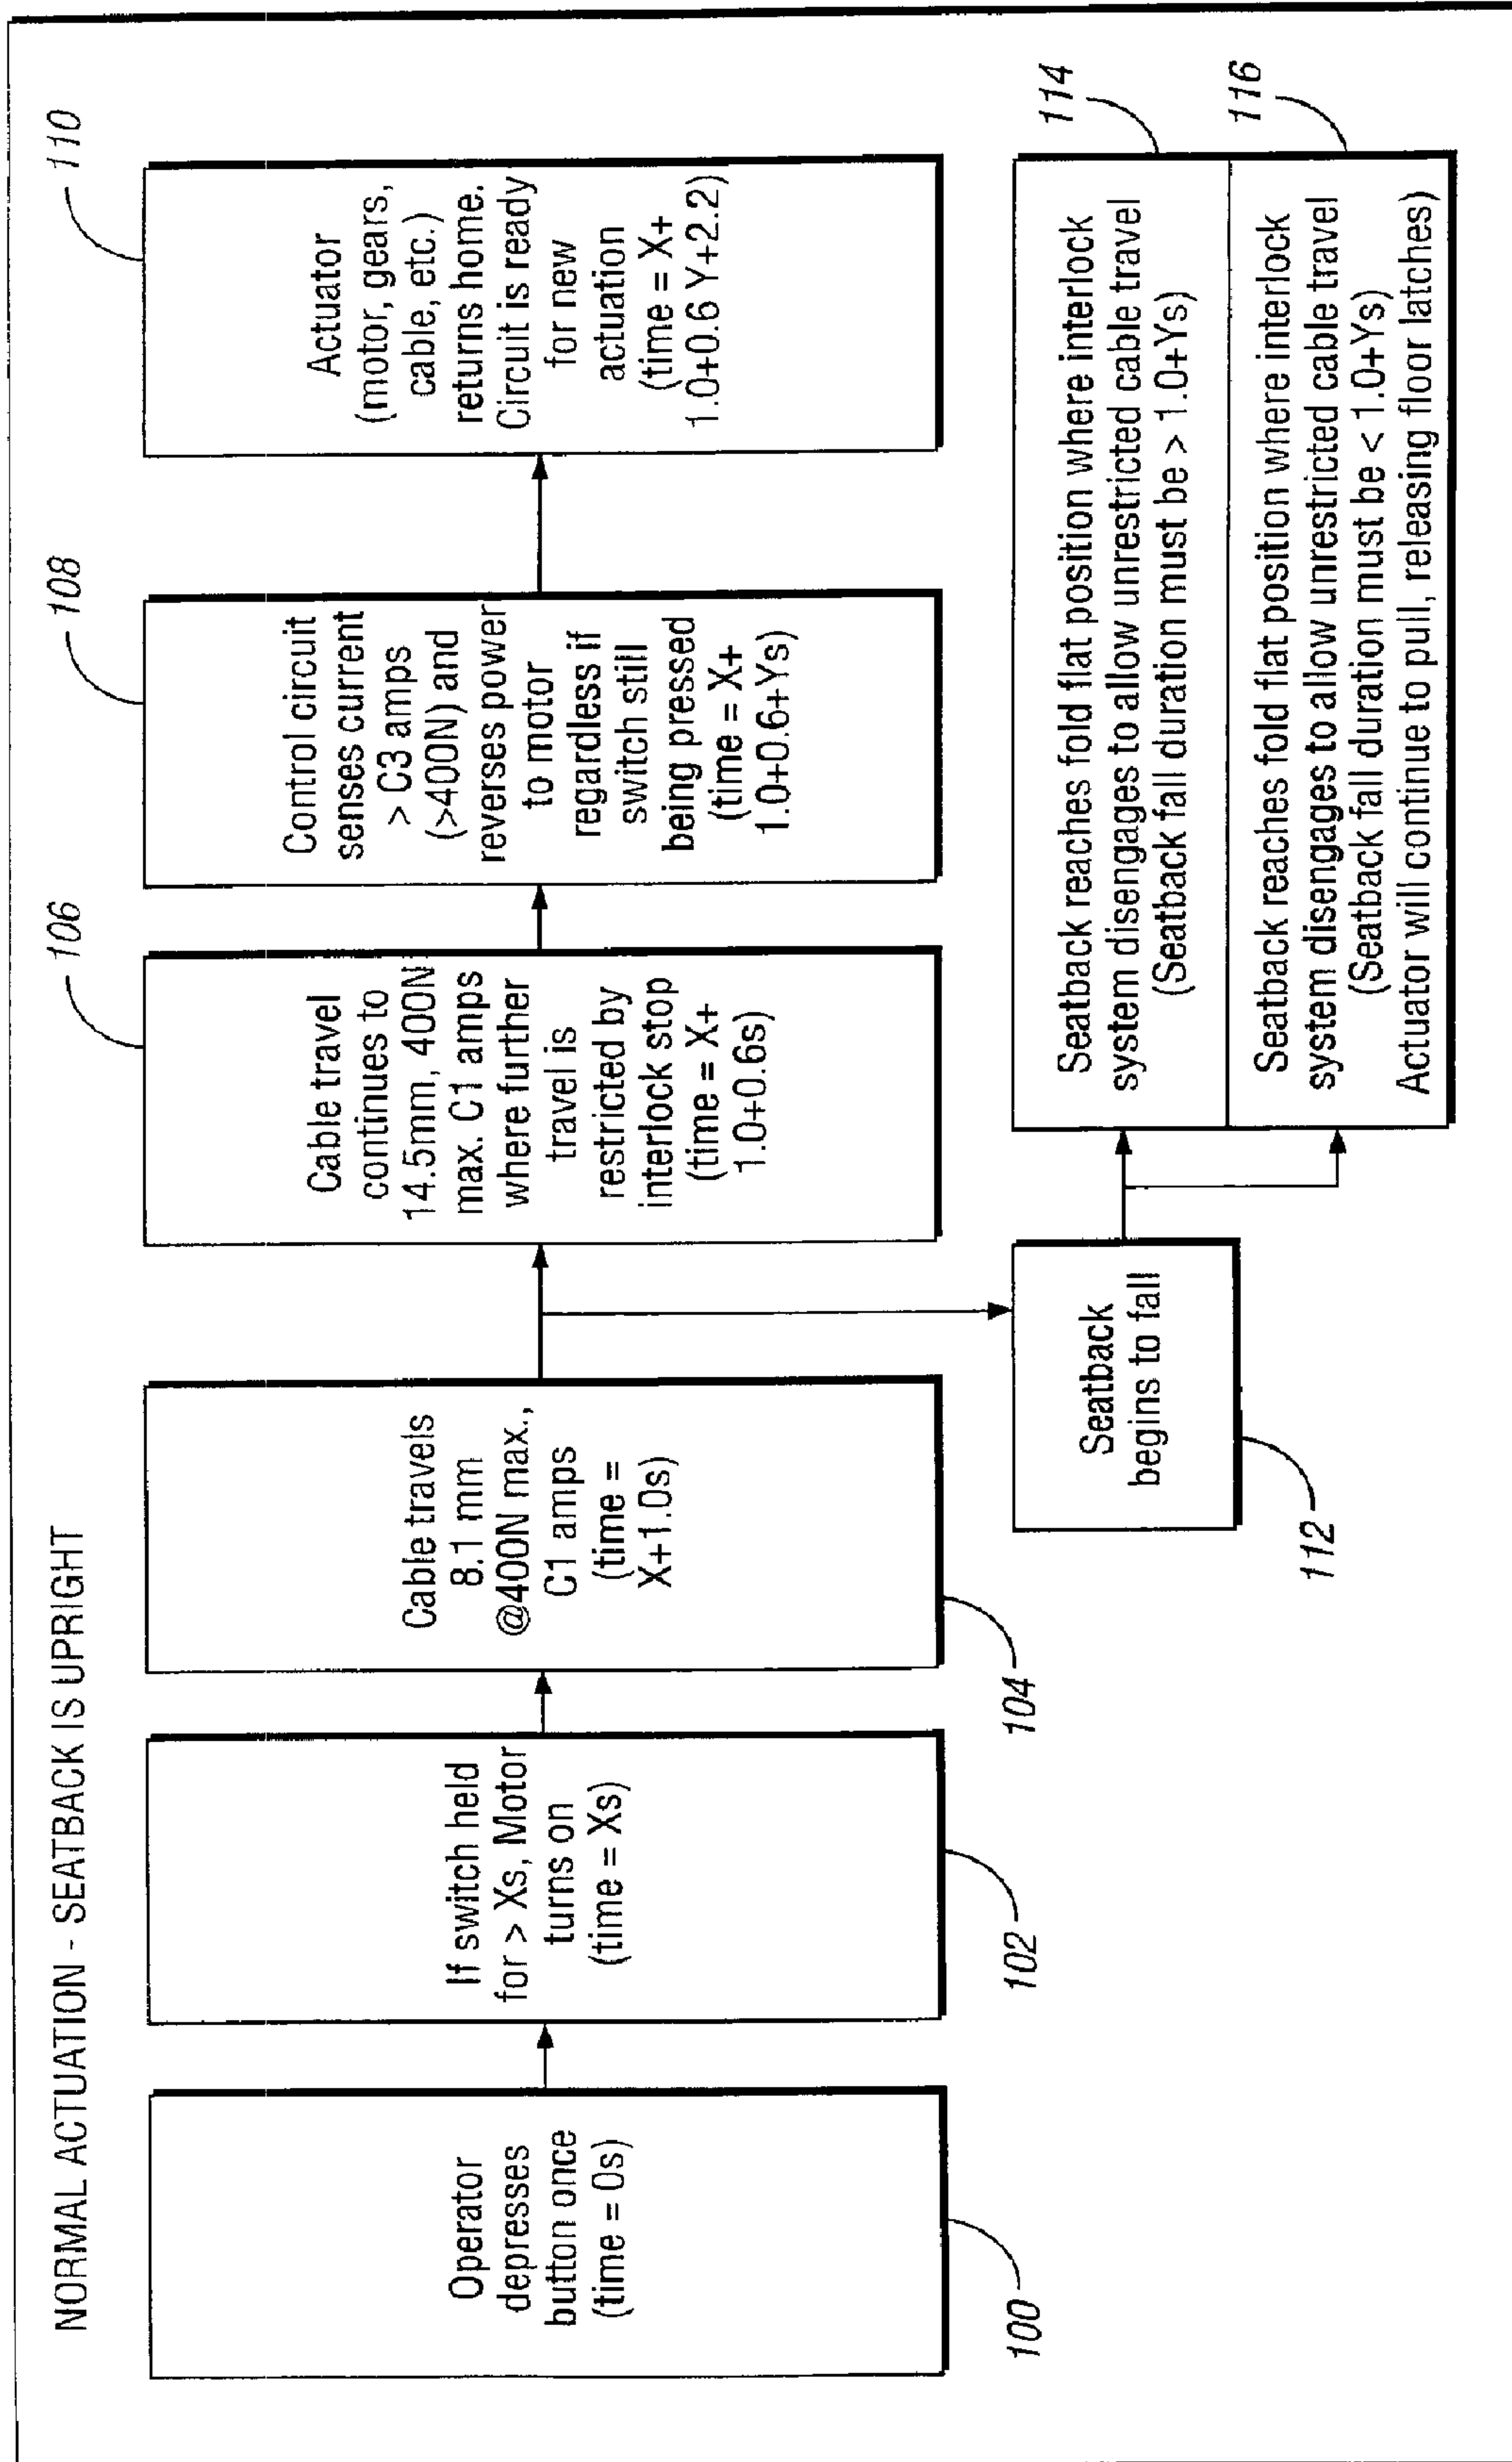 NORMAL ACTUATION - SEATBACK IS UPRIGHT
Operator
depresses
button once
(time = 0s)
100
If switch held
for > Xs, Motor
turns on
(time = Xs)
102
Cable travels
8.1 mm
@400N max.,
C1 amps
(time =
X+1.0s)
104
Cable travel
continues to
14.5mm, 400N
max. C1 amps
where further
travel is
restricted by
interlock stop
(time = X+
1.0+0.6s)
106
Control circuit
senses current
> C3 amps
(>400N) and
reverses power
to motor
regardless if
switch still
being pressed
(time = X+
1.0+0.6+Ys)
108
Actuator
(motor, gears,
cable, etc.)
returns home.
Circuit is ready
for new
actuation
(time = X+
1.0+0.6 Y+2.2)
110
Seatback
begins to fall
112
Seatback reaches fold flat position where interlock
system disengages to allow unrestricted cable travel
(Seatback fall duration must be > 1.0+Ys)
114
Seatback reaches fold flat position where interlock
system disengages to allow unrestricted cable travel
(Seatback fall duration must be < 1.0+Ys)
Actuator will continue to pull, releasing floor latches)
116